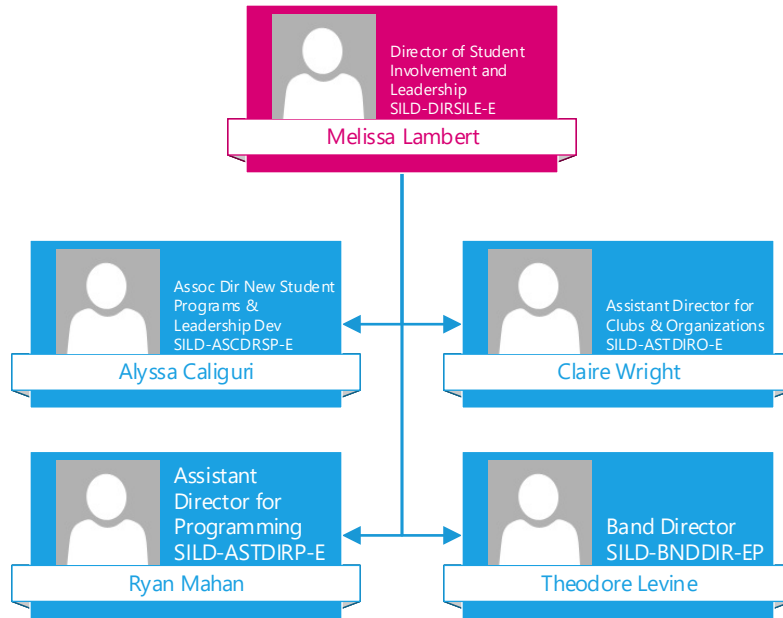 Director of Student
Involvement and
Leadership
SILD-DIRSILE-E
Melissa Lambert
Assoc Dir New Student
Programs &
Leadership Dev
SILD-ASCDRSP-E
Alyssa Caliguri
Assistant Director for
Clubs & Organizations
SILD-ASTDIRO-E
Claire Wright
Assistant
Director for
Programming
SILD-ASTDIRP-E
Ryan Mahan
Band Director
SILD-BNDDIR-EP
Theodore Levine